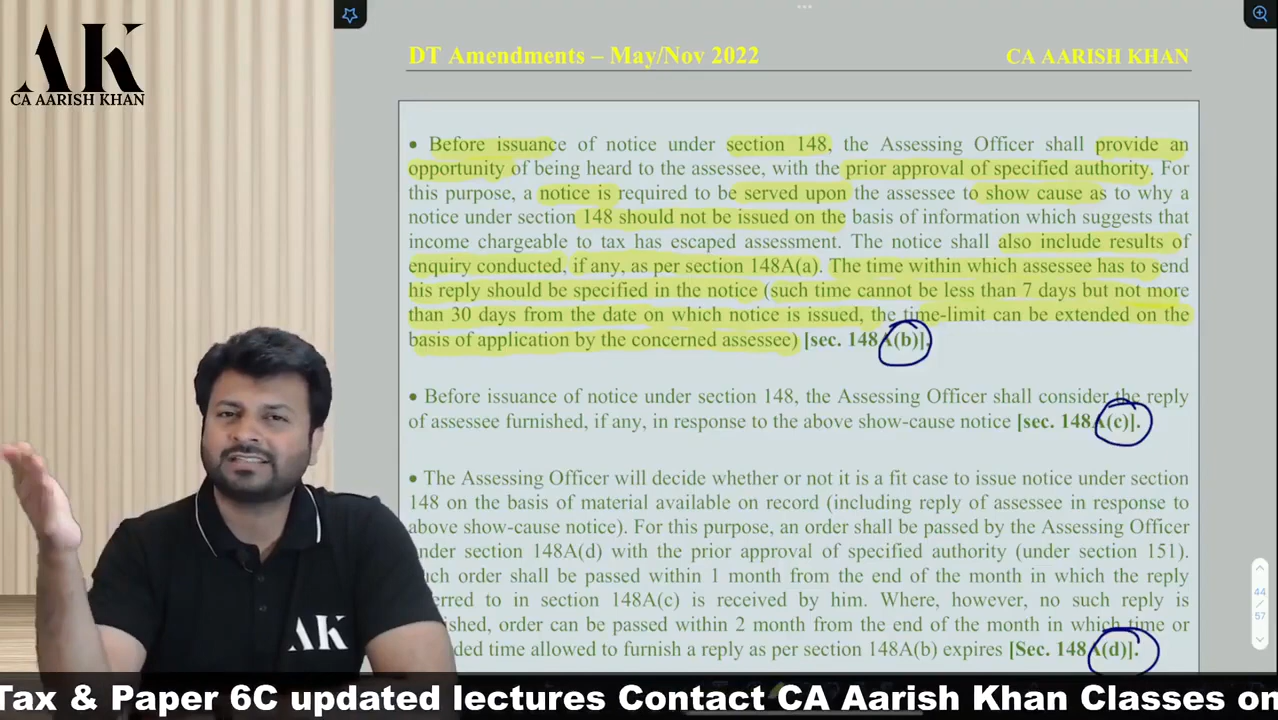 AK
CA AARISH KHAN
DT Amendments – May/Nov 2022 CA AARISH KHAN
• Before issuance of notice under section 148, the Assessing Officer shall provide an
opportunity of being heard to the assessee, with the prior approval of specified authority. For
this purpose, a notice is required to be served upon the assessee to show cause as to why a
notice under section 148 should not be issued on the basis of information which suggests that
income chargeable to tax has escaped assessment. The notice shall also include results of
enquiry conducted, if any, as per section 148A(a). The time within which assessee has to send
his reply should be specified in the notice (such time cannot be less than 7 days but not more
than 30 days from the date on which notice is issued, the time-limit can be extended on the
basis of application by the concerned assessee) [sec. 148A(b)].
• Before issuance of notice under section 148, the Assessing Officer shall consider the reply
of assessee furnished, if any, in response to the above show-cause notice [sec. 148A(c)].
• The Assessing Officer will decide whether or not it is a fit case to issue notice under section
148 on the basis of material available on record (including reply of assessee in response to
above show-cause notice). For this purpose, an order shall be passed by the Assessing Officer
nder section 148A(d) with the prior approval of specified authority (under section 151).
uch order shall be passed within 1 month from the end of the month in which the reply
erred to in section 148A(c) is received by him. Where, however, no such reply is
ished, order can be passed within 2 month from the end of the month in which time or
ded time allowed to furnish a reply as per section 148A(b) expires [Sec. 148A(d)].
44
/
57
AK
Tax & Paper 6C updated lectures Contact CA Aarish Khan Classes on